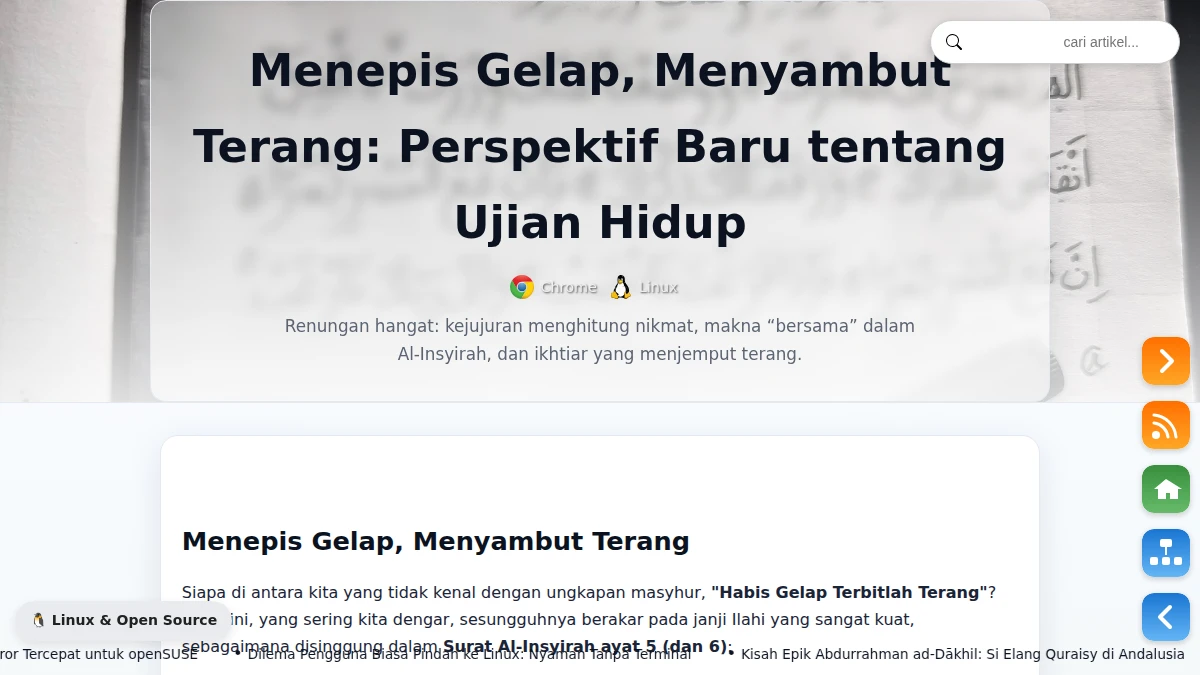 cari artikel...
Menepis Gelap, Menyambut
Terang: Perspektif Baru tentang
Ujian Hidup
Chrome Linux
Renungan hangat: kejujuran menghitung nikmat, makna “bersama” dalam
Al-Insyirah, dan ikhtiar yang menjemput terang.
Menepis Gelap, Menyambut Terang
Siapa di antara kita yang tidak kenal dengan ungkapan masyhur, "Habis Gelap Terbitlah Terang"?
ini, yang sering kita dengar, sesungguhnya berakar pada janji Ilahi yang sangat kuat,
sebagaimana disinggung dalam Surat Al-Insyirah ayat 5 (dan 6):
Linux & Open Source
ror Tercepat untuk openSUSE • Dilema Pengguna Biasa Pindah ke Linux: Nyaman Tanpa Terminal • Kisah Epik Abdurrahman ad-Dākhil: Si Elang Quraisy di Andalusia